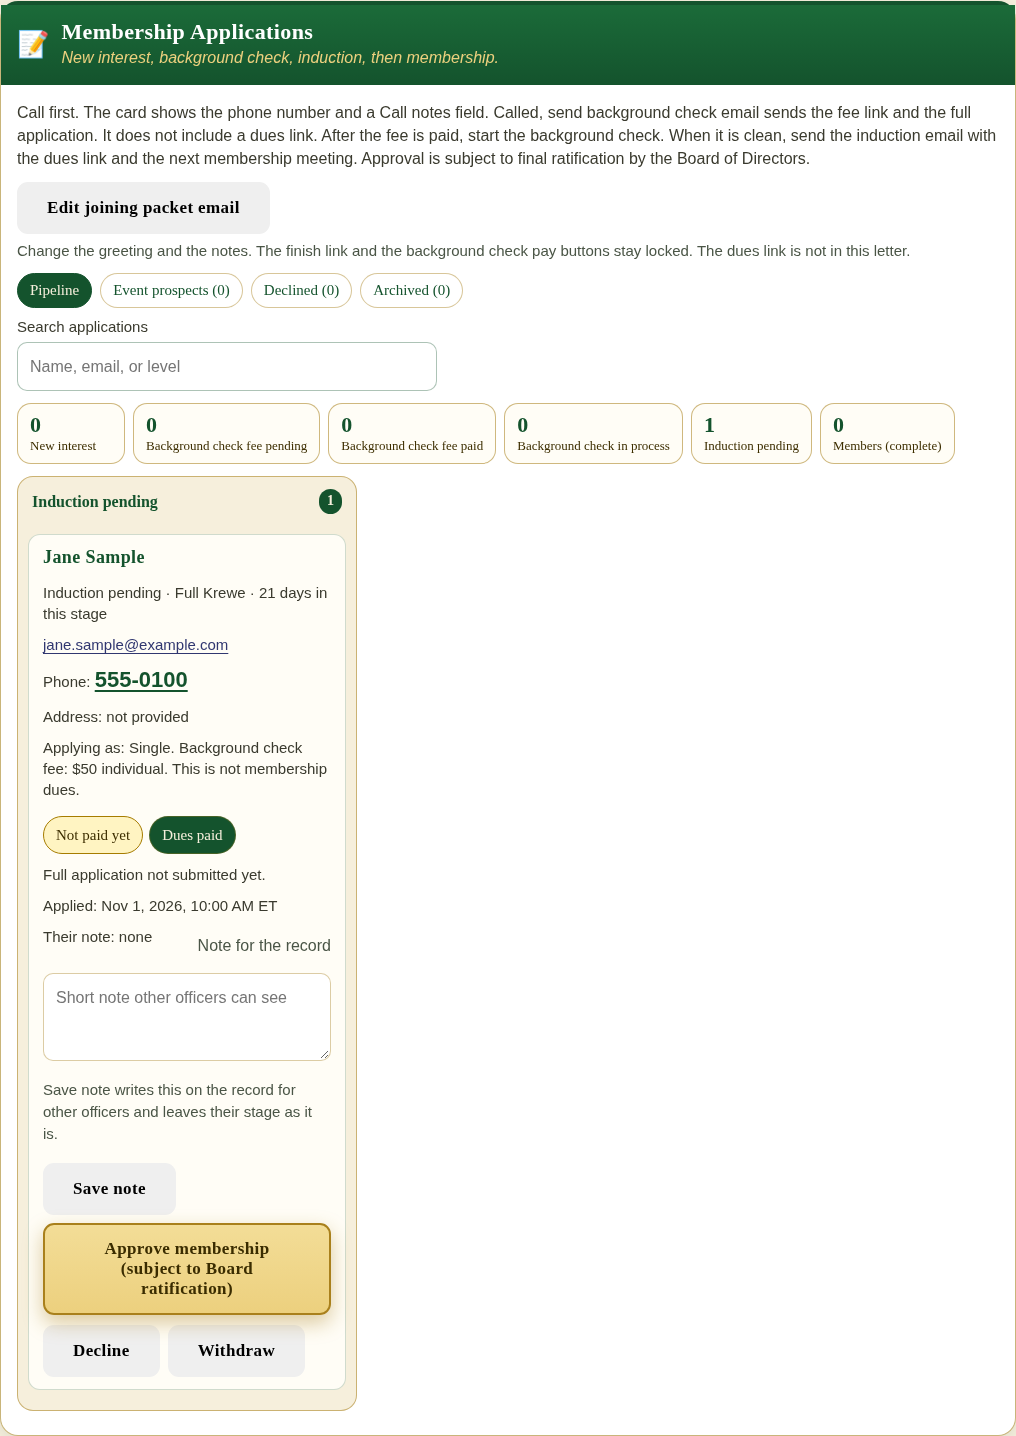 Membership Applications
New interest, background check, induction, then membership.
Call first. The card shows the phone number and a Call notes field. Called, send background check email sends the fee link and the full
application. It does not include a dues link. After the fee is paid, start the background check. When it is clean, send the induction email with
the dues link and the next membership meeting. Approval is subject to final ratification by the Board of Directors.
Edit joining packet email
Change the greeting and the notes. The finish link and the background check pay buttons stay locked. The dues link is not in this letter.
Pipeline Event prospects (0) Declined (0) Archived (0)
Search applications
Name, email, or level
0 0 0 0 1 0
New interest Background check fee pending Background check fee paid Background check in process Induction pending Members (complete)
Induction pending 1
Jane Sample
Induction pending · Full Krewe · 21 days in
this stage
jane.sample@example.com
Phone: 555-0100
Address: not provided
Applying as: Single. Background check
fee: $50 individual. This is not membership
dues.
Not paid yet Dues paid
Full application not submitted yet.
Applied: Nov 1, 2026, 10:00 AM ET
Their note: none
Note for the record
Short note other officers can see
Save note writes this on the record for
other officers and leaves their stage as it
is.
Save note
Approve membership
(subject to Board
ratification)
Decline Withdraw